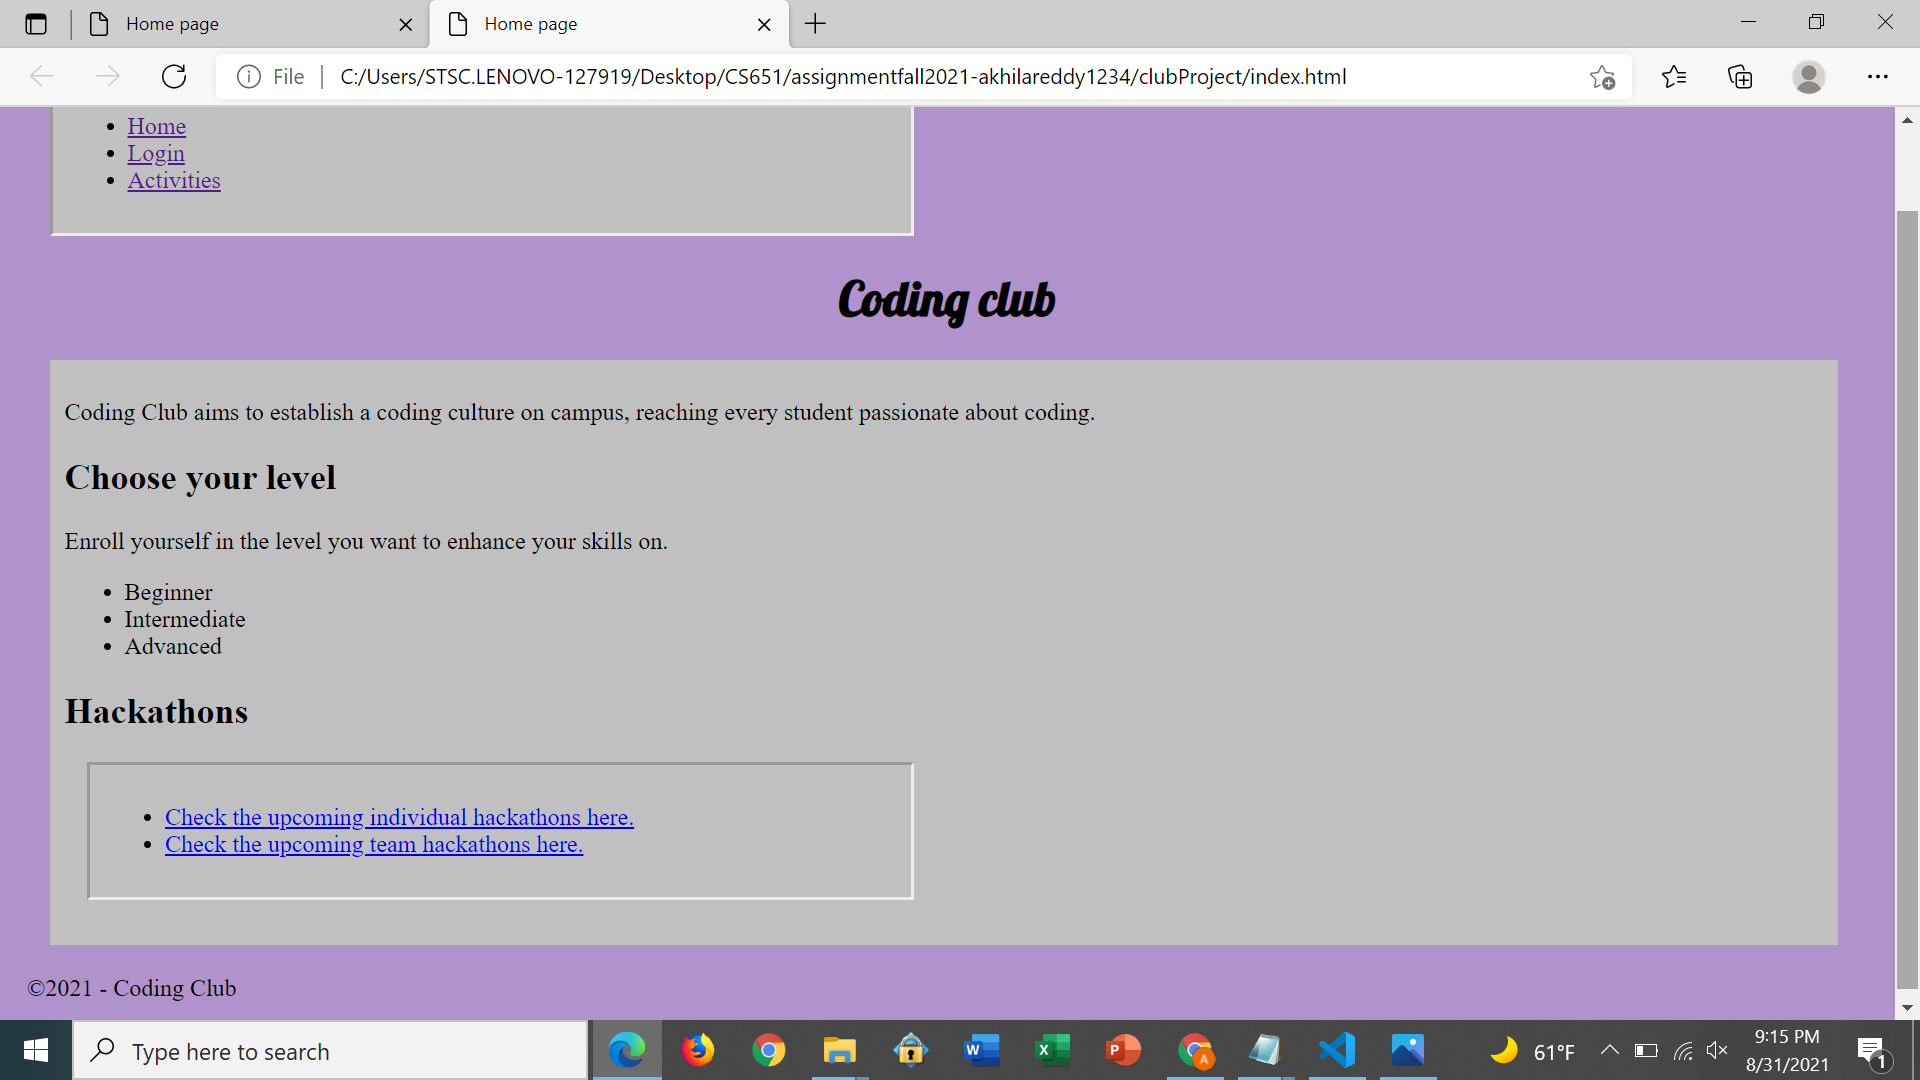 Home page
Home page
File
C:/Users/STSC.LENOVO-127919/Desktop/CS651/assignmentfall2021-akhilareddy1234/clubProject/index.html
Home
Login
Activities
Coding club
Coding Club aims to establish a coding culture on campus, reaching every student passionate about coding.
Choose your level
Enroll yourself in the level you want to enhance your skills on.
Beginner
Intermediate
Advanced
Hackathons
Check the upcoming individual hackathons here.
Check the upcoming team hackathons here.
©2021 - Coding Club
Type here to search
W
X
P
A
61°F
9:15 PM
8/31/2021
1